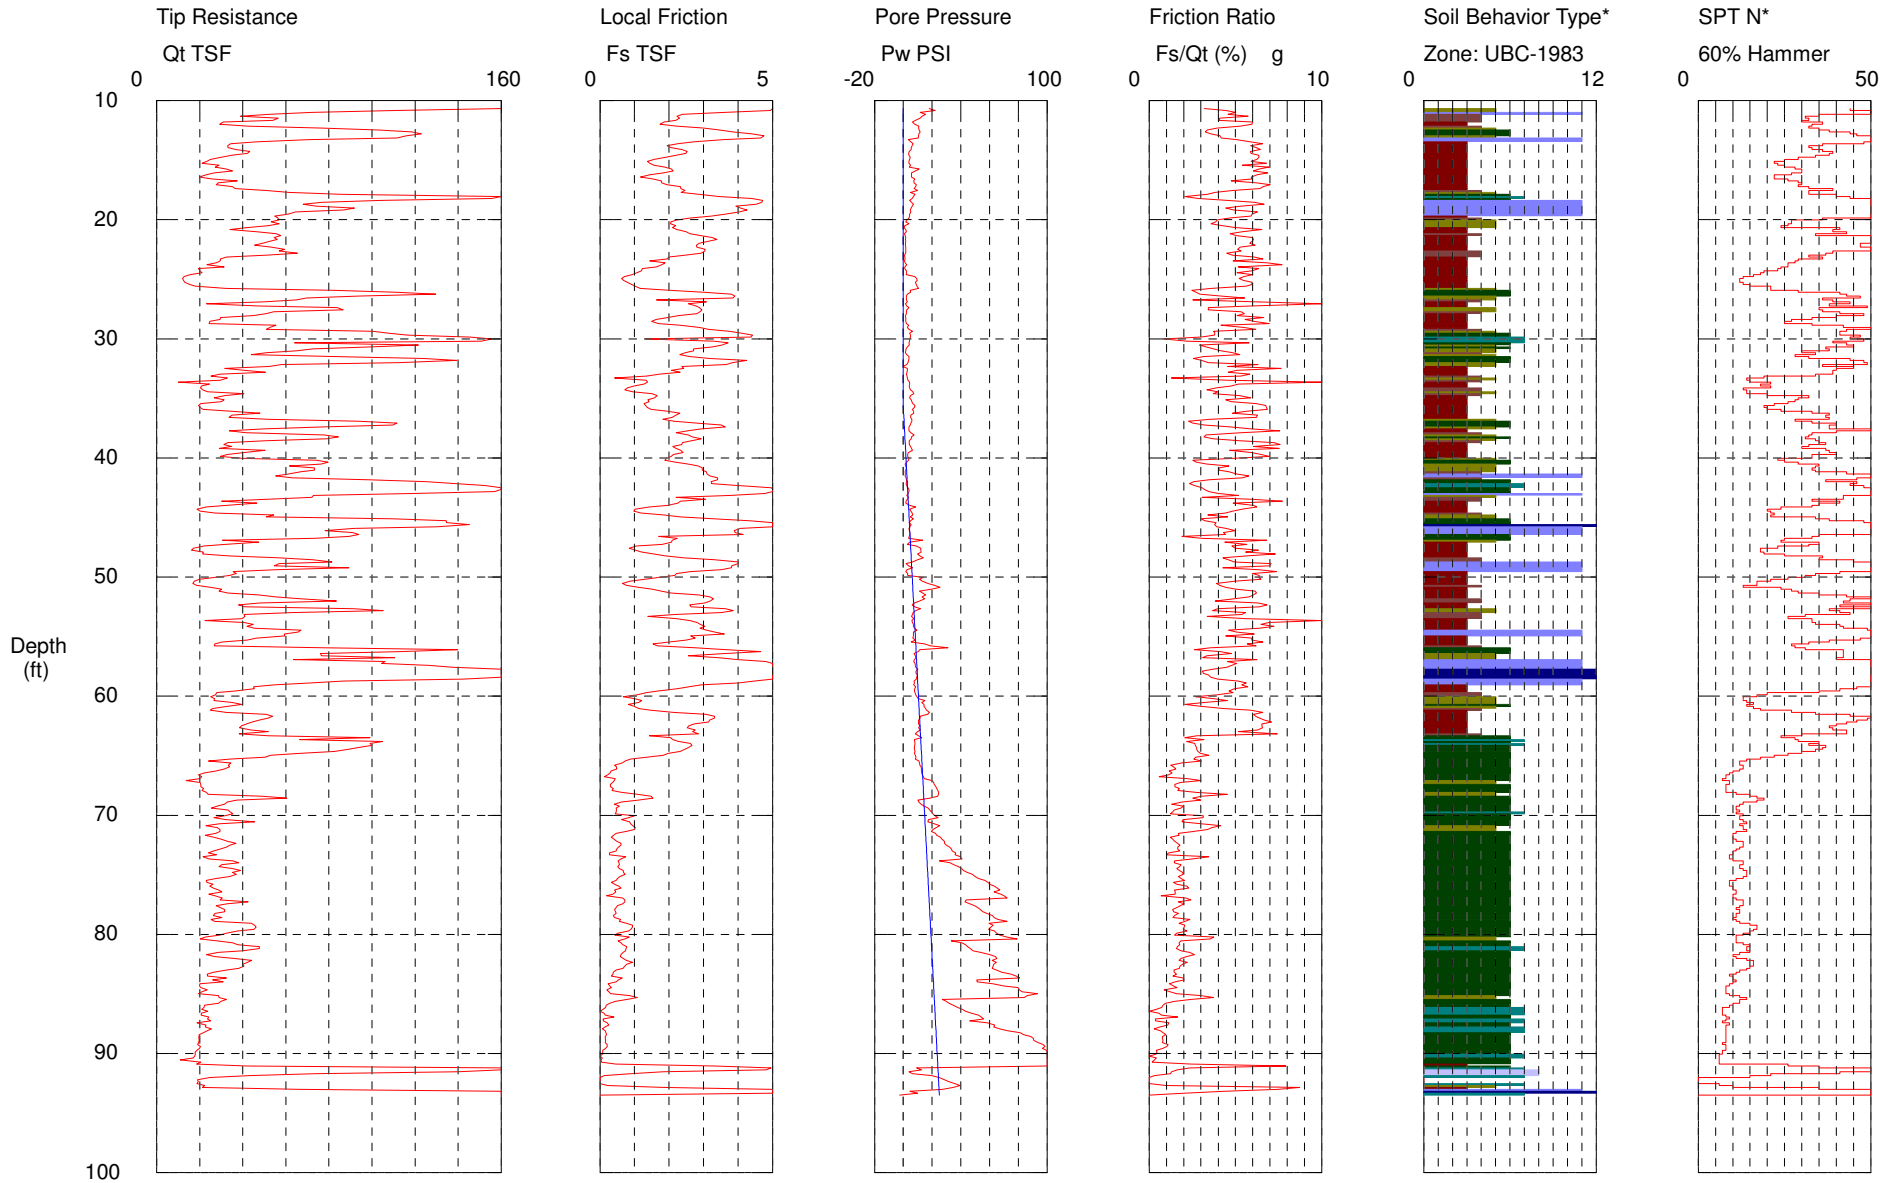 Tip Resistance Local Friction Pore Pressure Friction Ratio Soil Behavior Type* SPT N*
Qt TSF Fs TSF Pw PSI Fs/Qt (%) g Zone: UBC-1983 60% Hammer
0 160 0 5 -20 100 0 10 0 12 0 50
10
20
30
40
50
Depth
(ft)
60
70
80
90
100